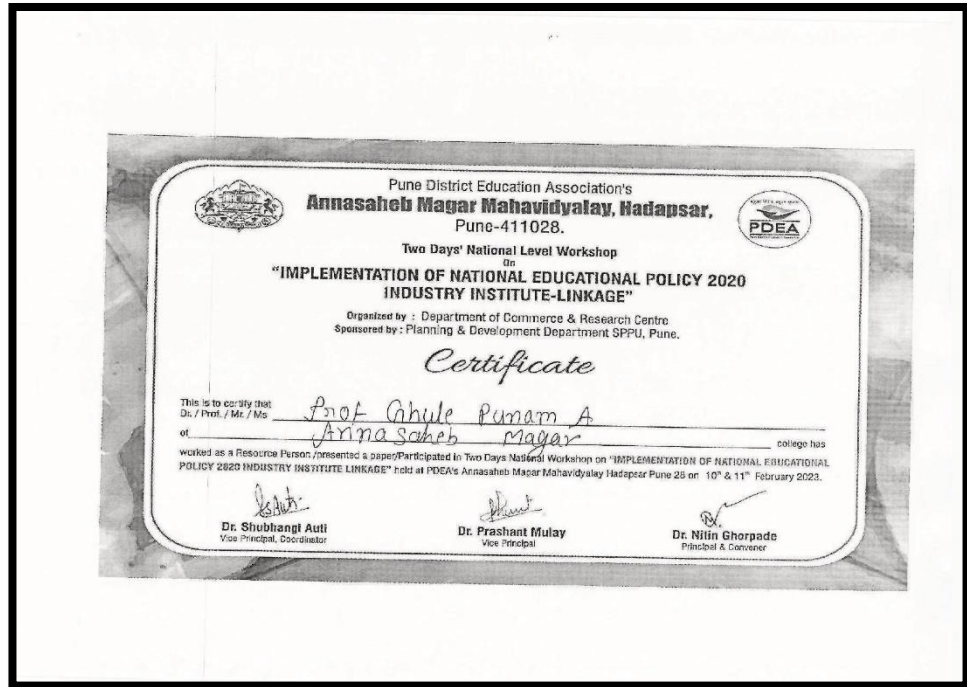 Pune District Education Association's
Annasaheb Magar Mahavidyalay, Hadapsar,
Pune-411028.
PDEA
Two Days' National Level Workshop
On
"IMPLEMENTATION OF NATIONAL EDUCATIONAL POLICY 2020
INDUSTRY INSTITUTE-LINKAGE"
Organized by : Department of Commerce & Research Centre
Sponsored by : Planning & Development Department SPPU, Pune.
Certificate
This is to certify that
Dr. / Prof. / Mr. / Ms Prof Ghule Punam A
of Annasaheb Magar college has
worked as a Resource Person /presented a paper/Participated in Two Days National Workshop on "IMPLEMENTATION OF NATIONAL EDUCATIONAL
POLICY 2020 INDUSTRY INSTITUTE LINKAGE" held at PDEA's Annasaheb Magar Mahavidyalay Hadapsar Pune 28 on 10th & 11th February 2023.
Dr. Shubhangi Auti
Vice Principal, Coordinator
Dr. Prashant Mulay
Vice Principal
Dr. Nitin Ghorpade
Principal & Convener